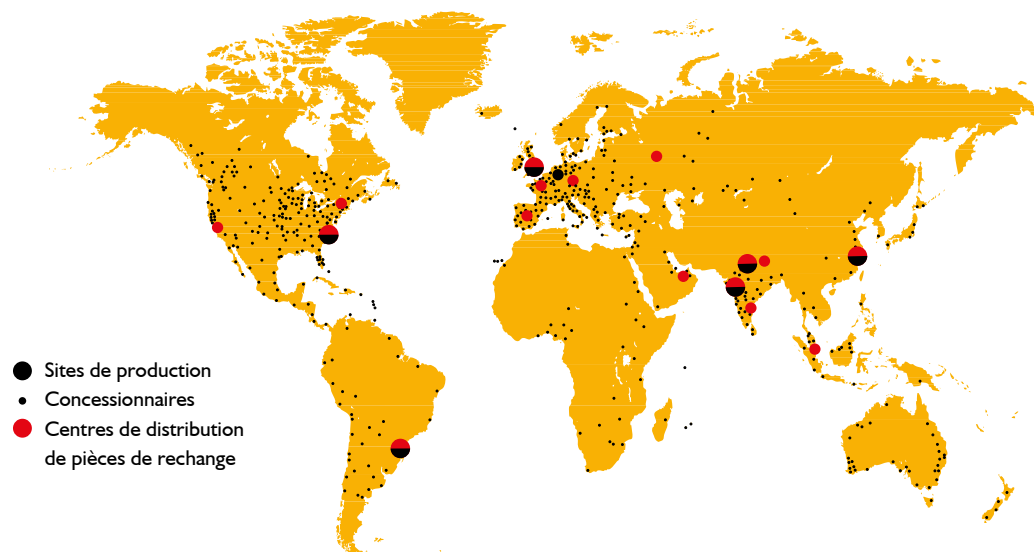 Sites de production
Concessionnaires
Centres de distribution
de pièces de rechange